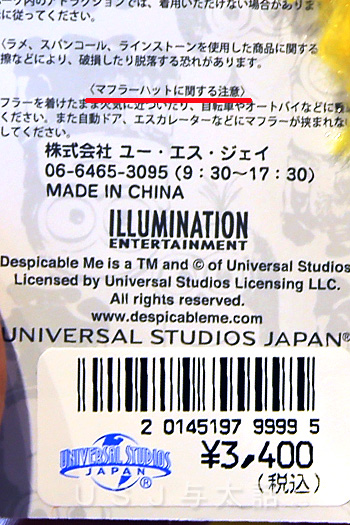 パーク内のアトラクションでは、着用いただけない場合がありま
に従ってください。
〈ラメ、スパンコール、ラインストーンを使用した商品に関する
擦などにより、破損したり脱落する恐れがあります。
〈マフラーハットに関する注意〉
フラーを着けたまま火気に近づいたり、自転車やオートバイなどに
ください。また自動ドア、エスカレーターなどにマフラーが挟まれない
してください。
株式会社 ユー・エス・ジェイ
06-6465-3095 (9:30〜17:30)
MADE IN CHINA
ILLUMINATION
ENTERTAINMENT
Despicable Me is a TM and © of Universal Studios
Licensed by Universal Studios Licensing LLC.
All rights reserved.
www.despicableme.com
UNIVERSAL STUDIOS JAPAN®
2 0145197 9999 5
¥3,400
(税込)
UNIVERSAL STUDIOS
JAPAN®
USJ与太話